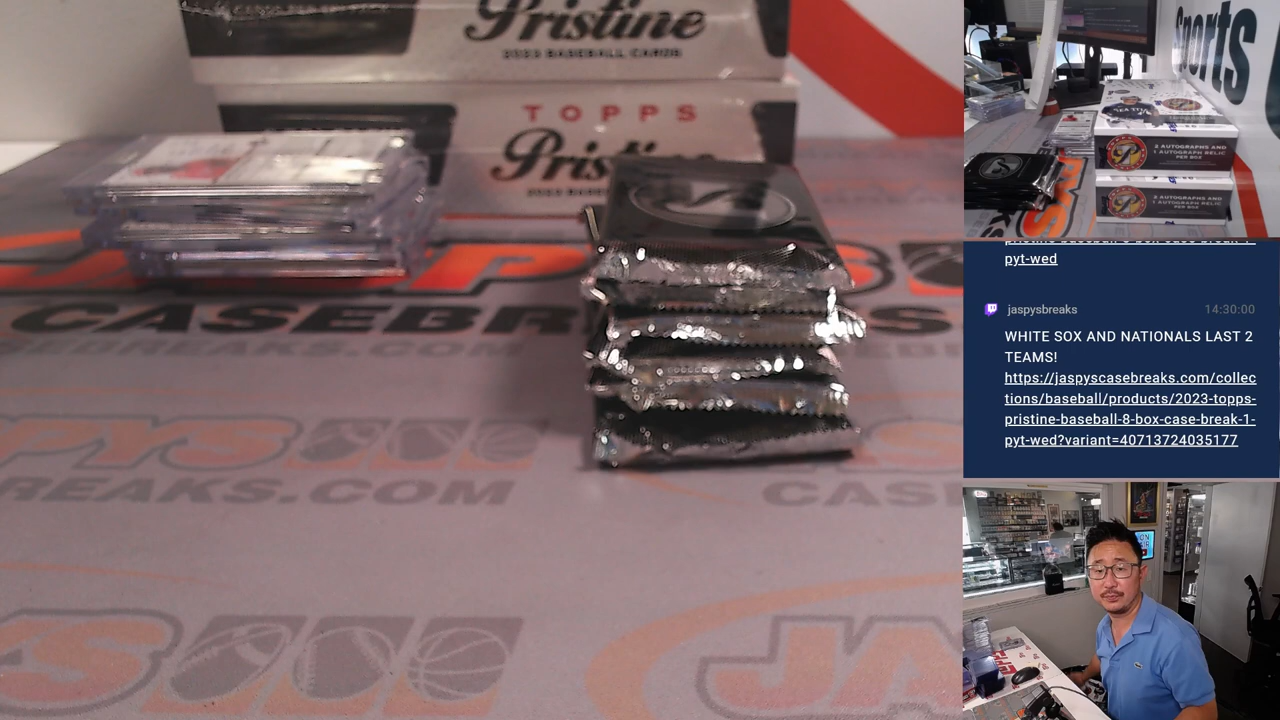 Pristine
2023 BASEBALL CARDS
TOPPS
Pris
CASEBR
PYS
REAKS.COM
CASE
JA
Sports
2 AUTOGRAPHS AND
1 AUTOGRAPH RELIC
PER BOX
2 AUTOGRAPHS AND
1 AUTOGRAPH RELIC
PER BOX
pyt-wed
jaspysbreaks 14:30:00
WHITE SOX AND NATIONALS LAST 2
TEAMS!
https://jaspyscasebreaks.com/collec
tions/baseball/products/2023-topps-
pristine-baseball-8-box-case-break-1-
pyt-wed?variant=40713724035177